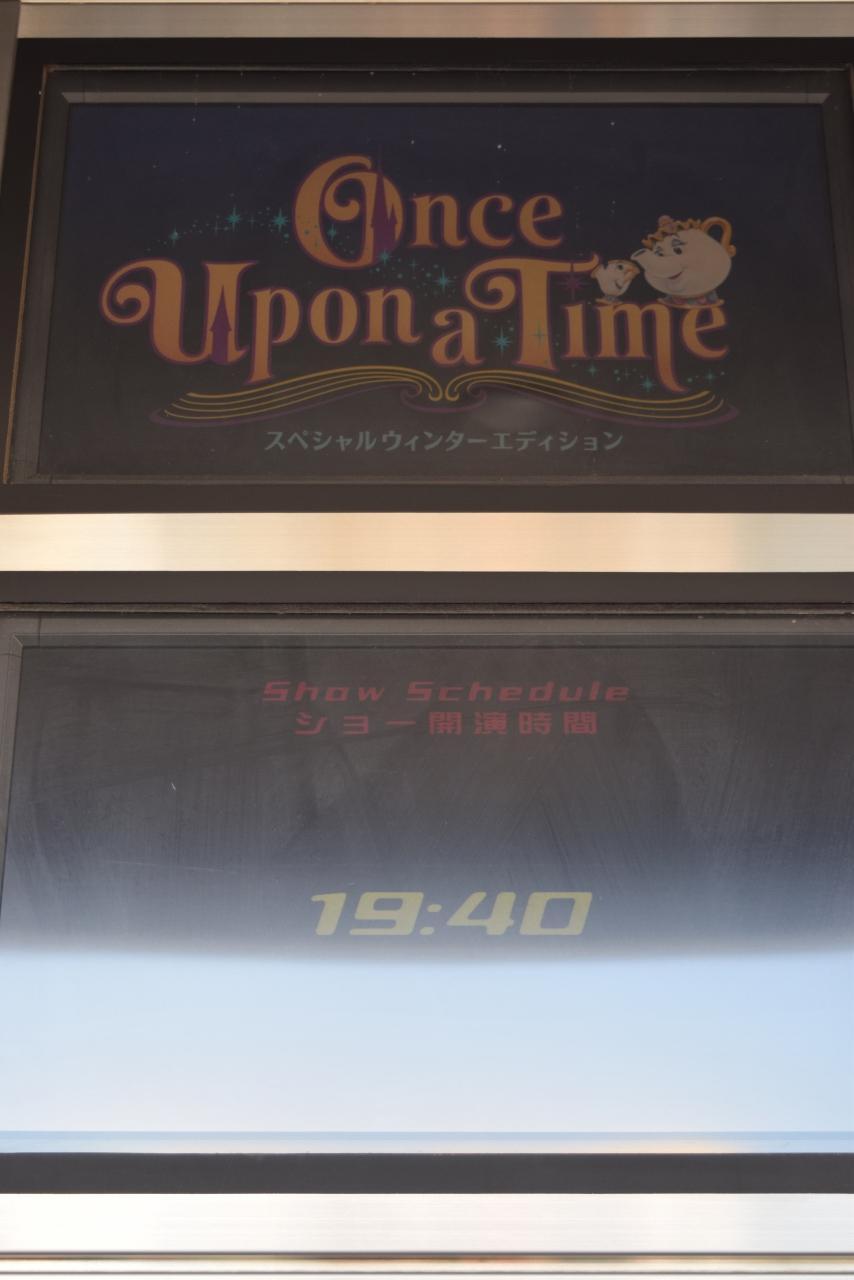 Once
Upon a Time
スペシャルウィンターエディション
Show Schedule
ショー開演時間
19:40